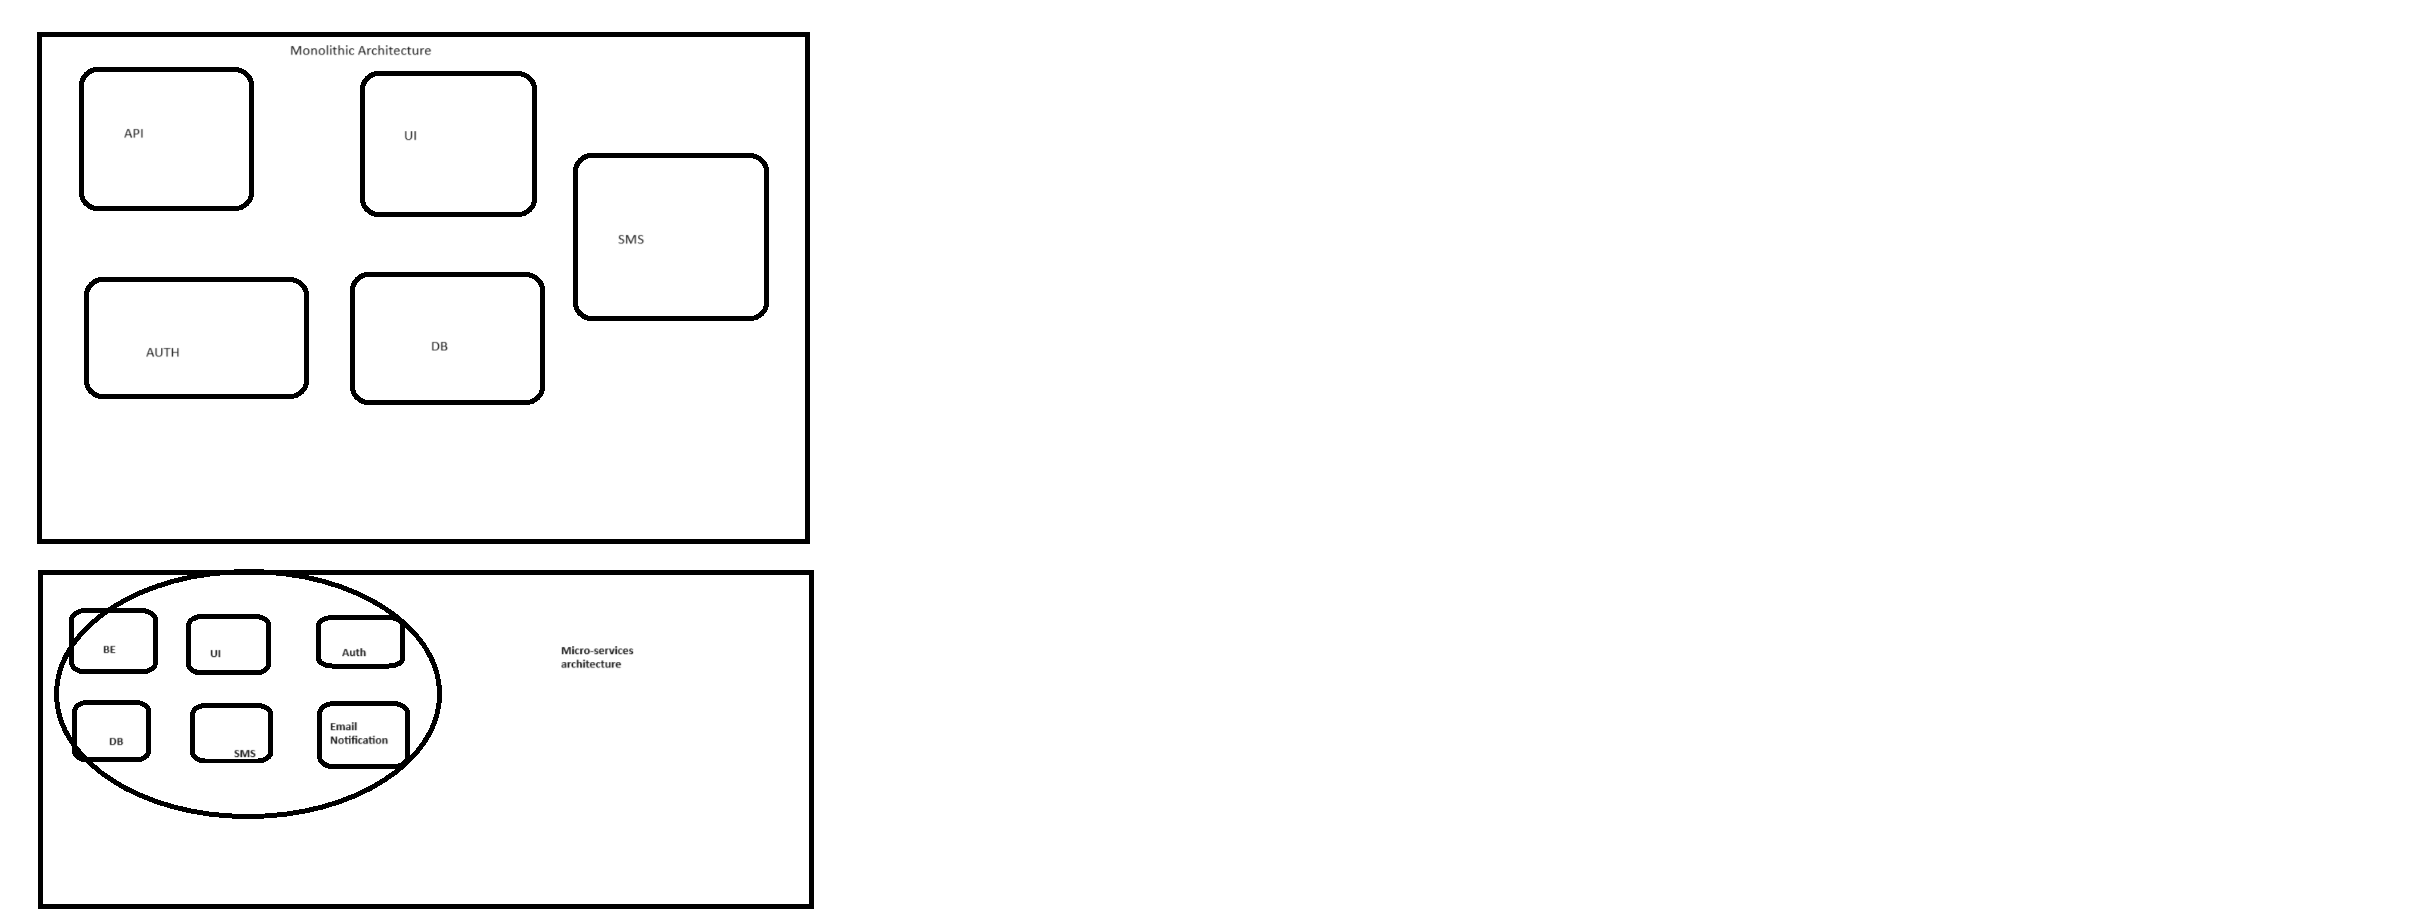 Monolithic Architecture
API
UI
SMS
AUTH
DB
BE
UI
Auth
Micro-services
architecture
DB
SMS
Email
Notification